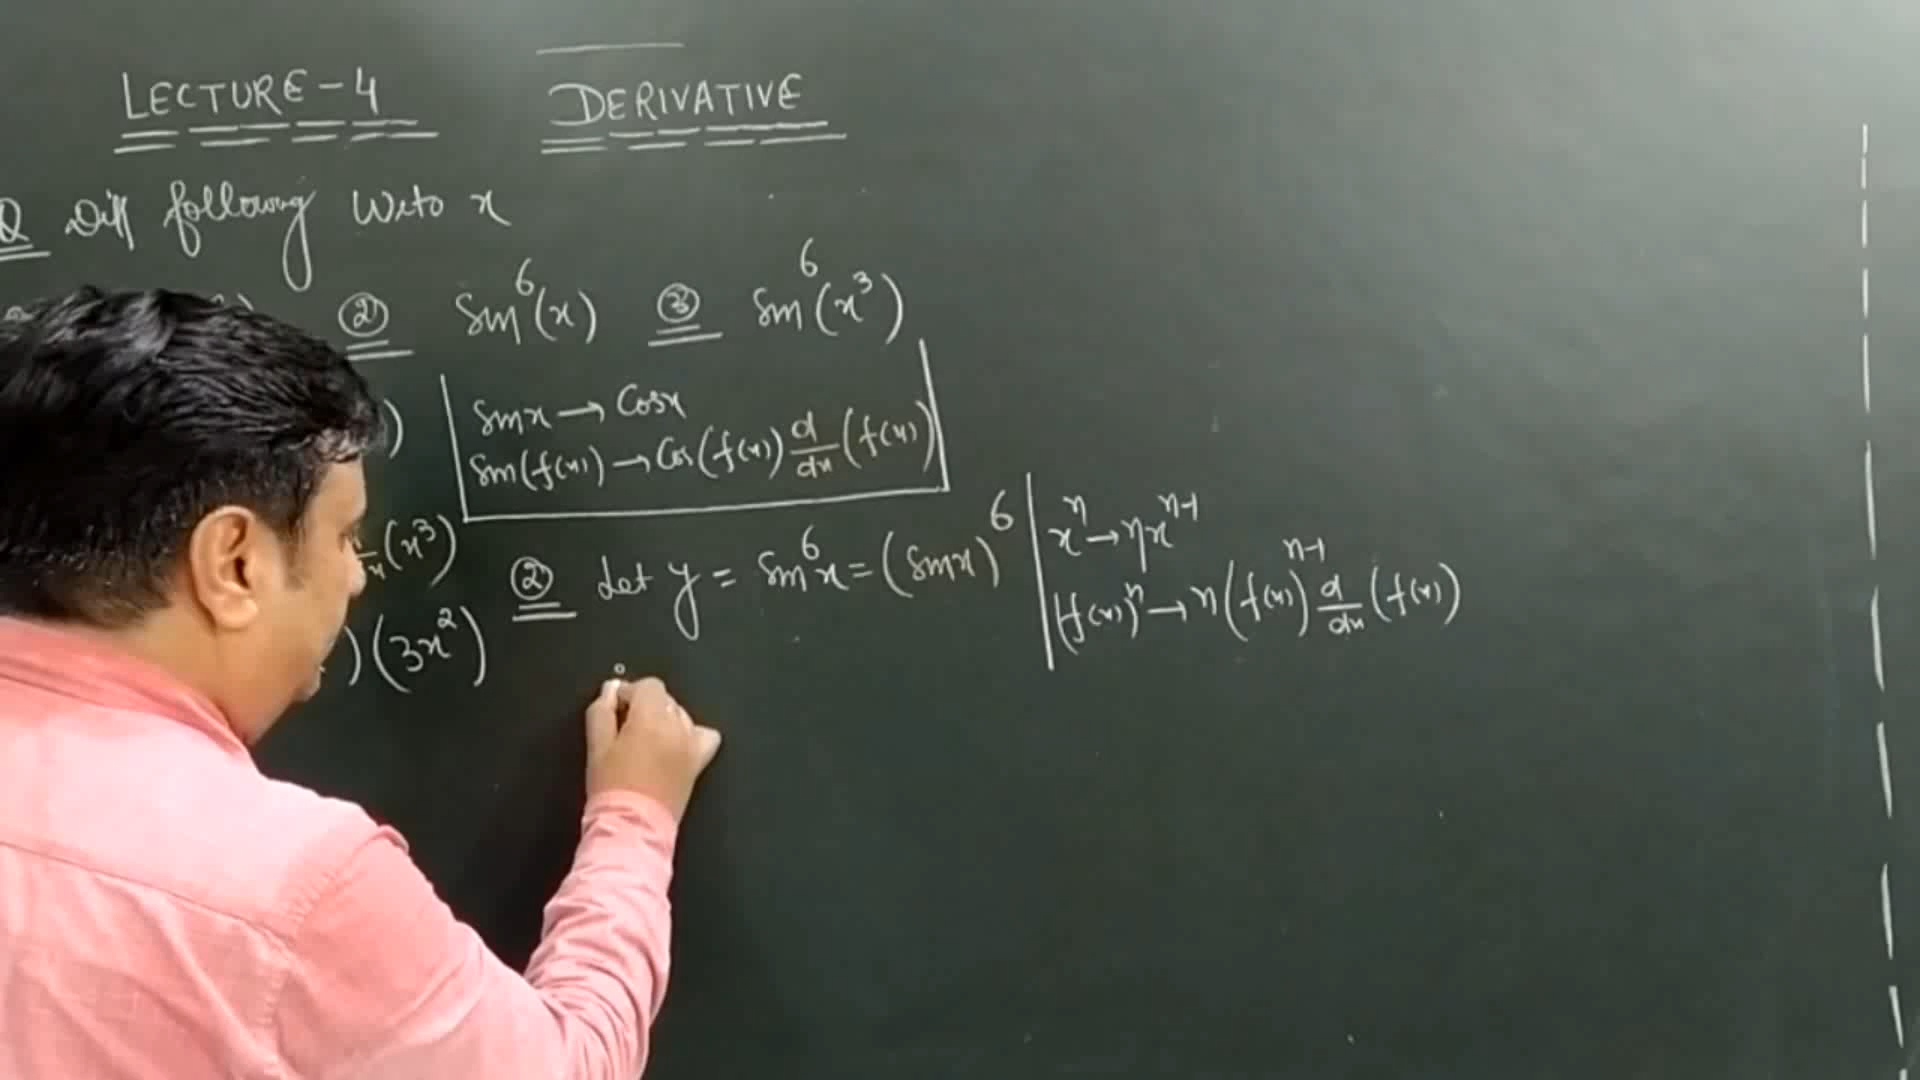 LECTURE-4 DERIVATIVE
Q Diff following w.r.to x
② Sin⁶(x) ③ Sin⁶(x³)
)
Sinx → Cosx
Sin(f(x)) → Cos(f(x)) d/dx (f(x))
(x³)
② Let y = Sin⁶x = (Sinx)⁶
xⁿ → nxⁿ⁻¹
(f(x))ⁿ → n(f(x))ⁿ⁻¹ d/dx (f(x))
)(3x²)